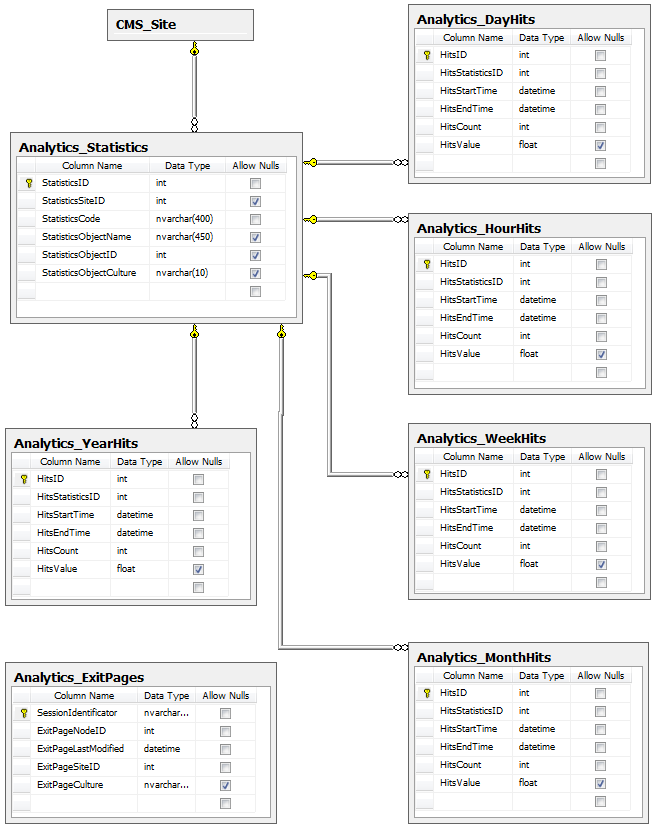 CMS_Site
Analytics_DayHits
Column Name Data Type Allow Nulls
HitsID int
HitsStatisticsID int
HitsStartTime datetime
HitsEndTime datetime
HitsCount int
HitsValue float
Analytics_Statistics
Column Name Data Type Allow Nulls
StatisticsID int
StatisticsSiteID int
StatisticsCode nvarchar(400)
StatisticsObjectName nvarchar(450)
StatisticsObjectID int
StatisticsObjectCulture nvarchar(10)
Analytics_HourHits
Column Name Data Type Allow Nulls
HitsID int
HitsStatisticsID int
HitsStartTime datetime
HitsEndTime datetime
HitsCount int
HitsValue float
Analytics_YearHits
Column Name Data Type Allow Nulls
HitsID int
HitsStatisticsID int
HitsStartTime datetime
HitsEndTime datetime
HitsCount int
HitsValue float
Analytics_WeekHits
Column Name Data Type Allow Nulls
HitsID int
HitsStatisticsID int
HitsStartTime datetime
HitsEndTime datetime
HitsCount int
HitsValue float
Analytics_ExitPages
Column Name Data Type Allow Nulls
SessionIdentificator nvarchar...
ExitPageNodeID int
ExitPageLastModified datetime
ExitPageSiteID int
ExitPageCulture nvarchar...
Analytics_MonthHits
Column Name Data Type Allow Nulls
HitsID int
HitsStatisticsID int
HitsStartTime datetime
HitsEndTime datetime
HitsCount int
HitsValue float